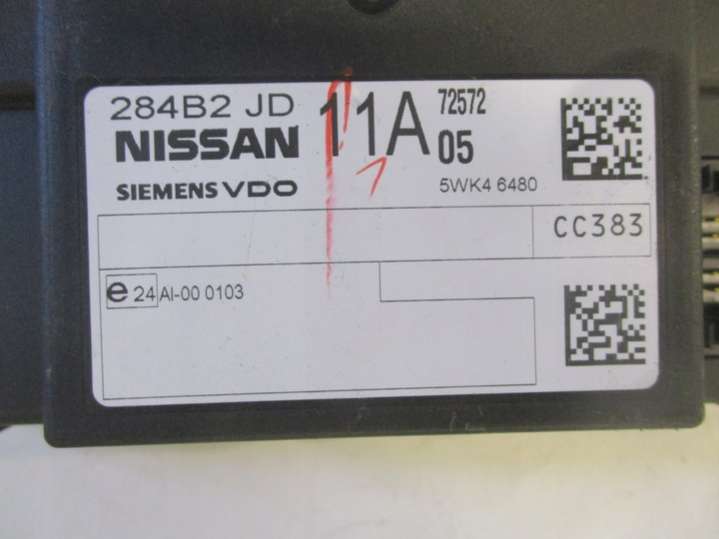 284B2 JD 11A 72572
NISSAN 05
SIEMENS VDO 5WK4 6480
CC383
e 24 AI-00 0103